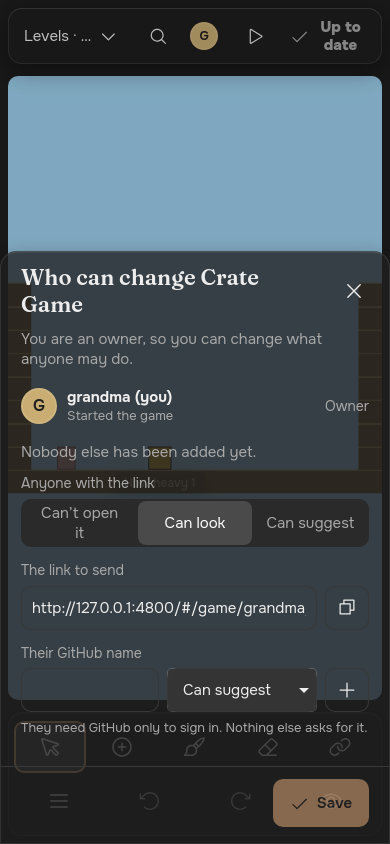 Levels · ...
G
Up to
date
Who can change Crate
Game
You are an owner, so you can change what
anyone may do.
G
grandma (you)
Started the game
Owner
Nobody else has been added yet.
Anyone with the link
heavy 1
Can't open
it
Can look
Can suggest
The link to send
http://127.0.0.1:4800/#/game/grandma
Their GitHub name
Can suggest
They need GitHub only to sign in. Nothing else asks for it.
Save